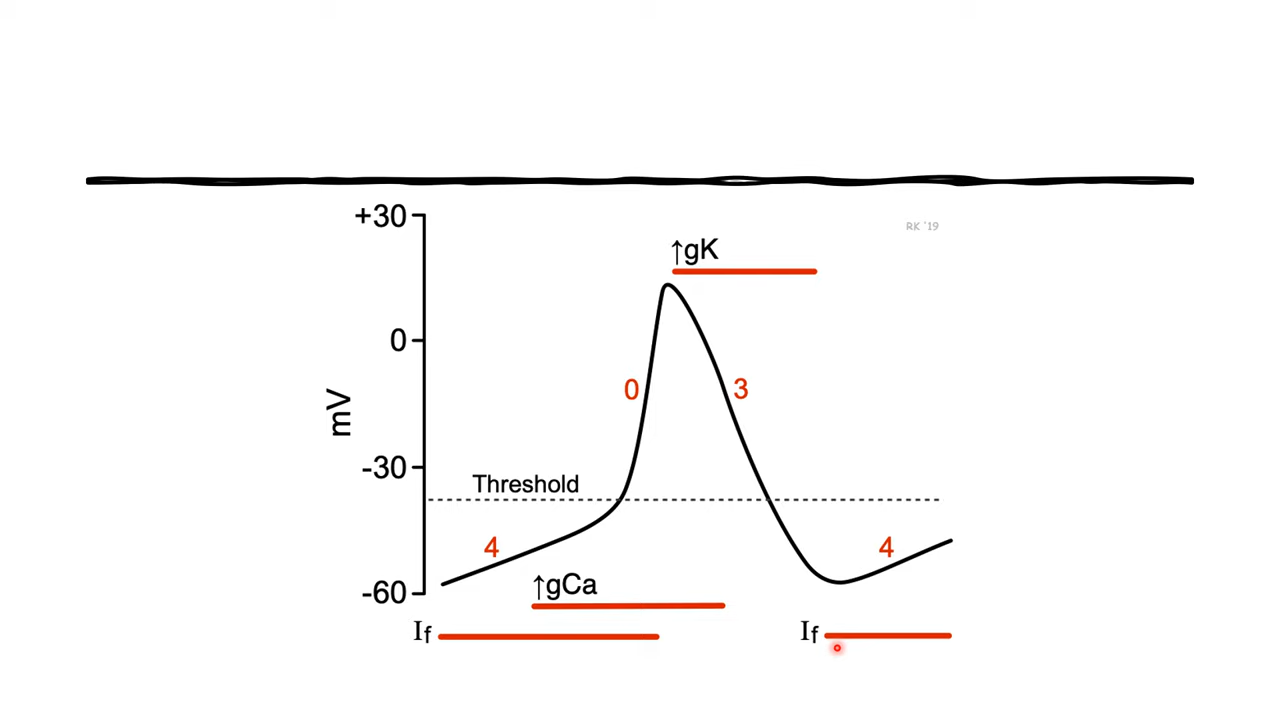 +30
RK '19
↑gK
0
0
3
mV
-30
Threshold
4
4
↑gCa
-60
If
If